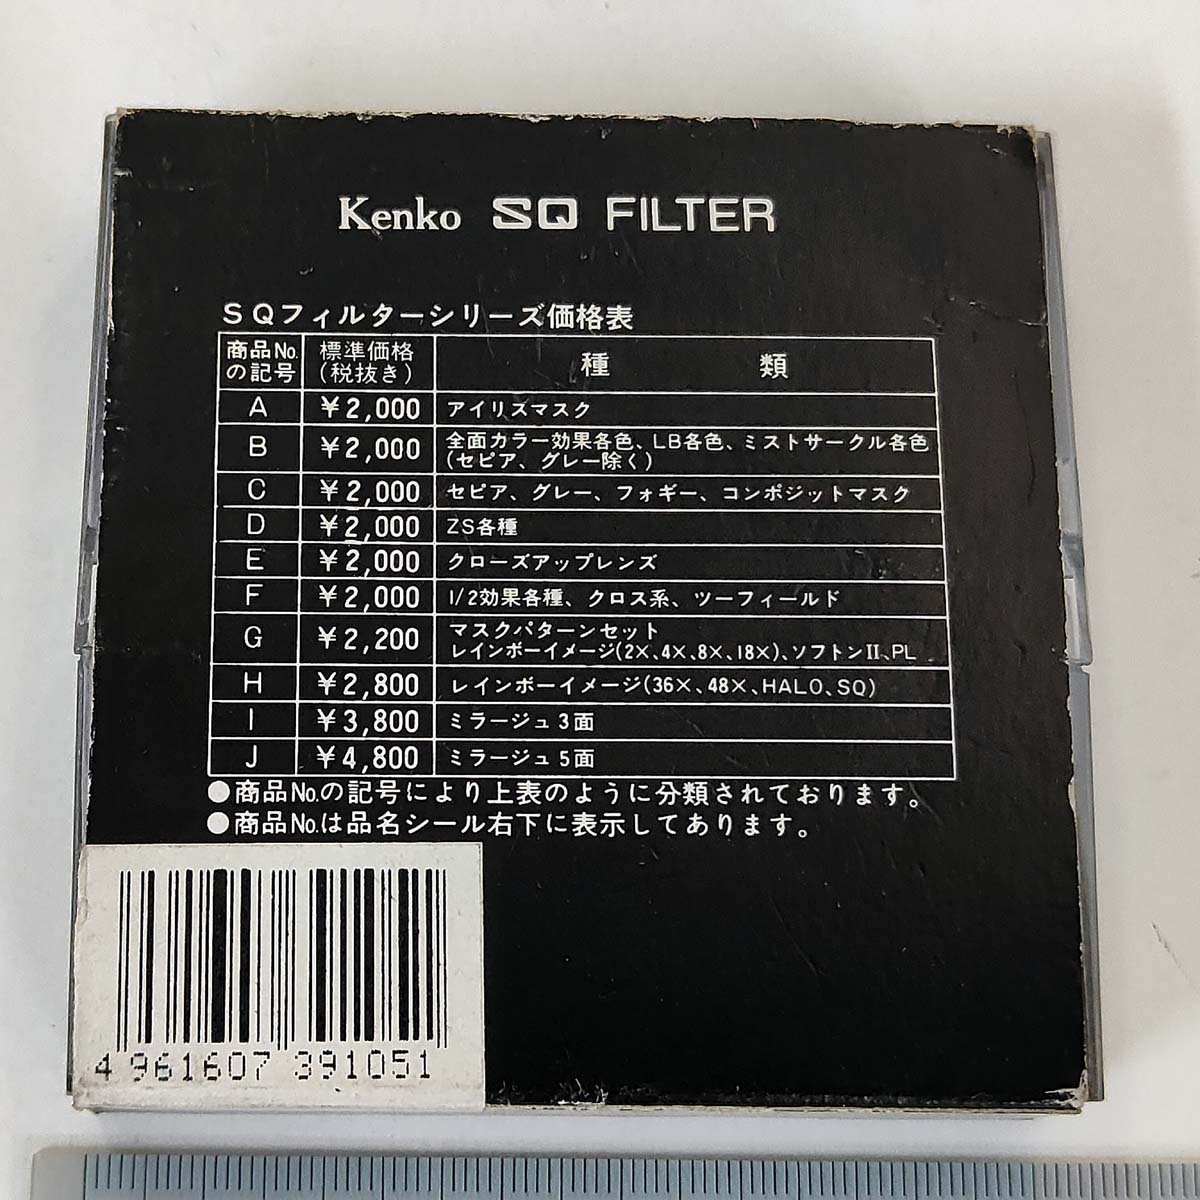 Kenko SQ FILTER
SQフィルターシリーズ価格表
商品No.の記号 標準価格(税抜き) 種類
A ¥2,000 アイリスマスク
B ¥2,000 全面カラー効果各色、LB各色、ミストサークル各色
(セピア、グレー除く)
C ¥2,000 セピア、グレー、フォギー、コンポジットマスク
D ¥2,000 ZS各種
E ¥2,000 クローズアップレンズ
F ¥2,000 1/2効果各種、クロス系、ツーフィールド
G ¥2,200 マスクパターンセット
レインボーイメージ(2×、4×、8×、18×)、ソフトンII、PL
H ¥2,800 レインボーイメージ(36×、48×、HALO、SQ)
I ¥3,800 ミラージュ3面
J ¥4,800 ミラージュ5面
●商品No.の記号により上表のように分類されております。
●商品No.は品名シール右下に表示してあります。
4 961607 391051